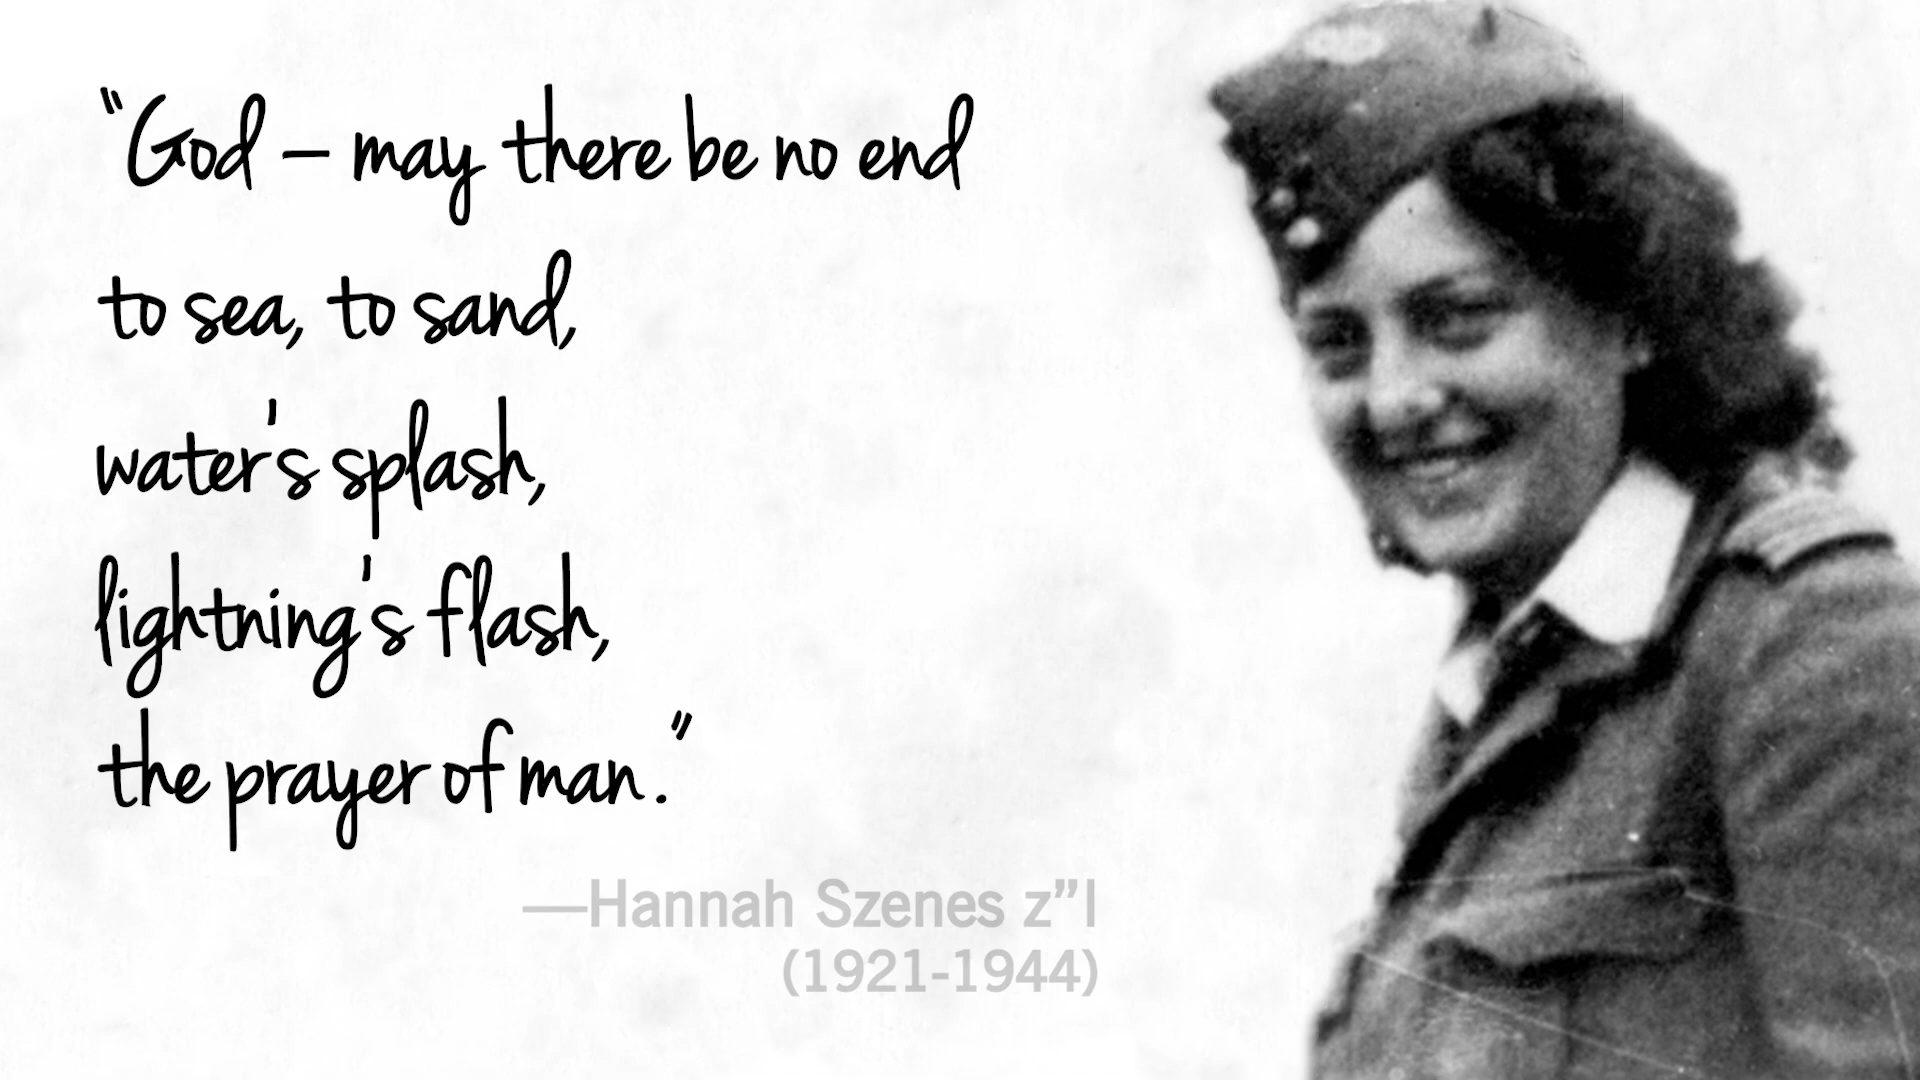 “God – may there be no end
to sea, to sand,
water's splash,
lightning's flash,
the prayer of man.”
—Hannah Szenes z”l
(1921-1944)